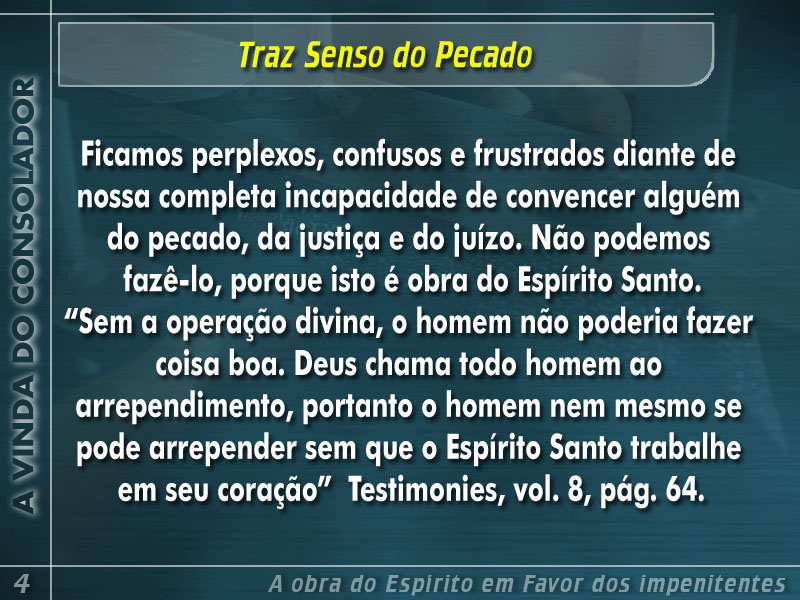 Traz Senso do Pecado
A VINDA DO CONSOLADOR
Ficamos perplexos, confusos e frustrados diante de
nossa completa incapacidade de convencer alguém
do pecado, da justiça e do juízo. Não podemos
fazê-lo, porque isto é obra do Espírito Santo.
“Sem a operação divina, o homem não poderia fazer
coisa boa. Deus chama todo homem ao
arrependimento, portanto o homem nem mesmo se
pode arrepender sem que o Espírito Santo trabalhe
em seu coração” Testimonies, vol. 8, pág. 64.
4
A obra do Espírito em Favor dos impenitentes